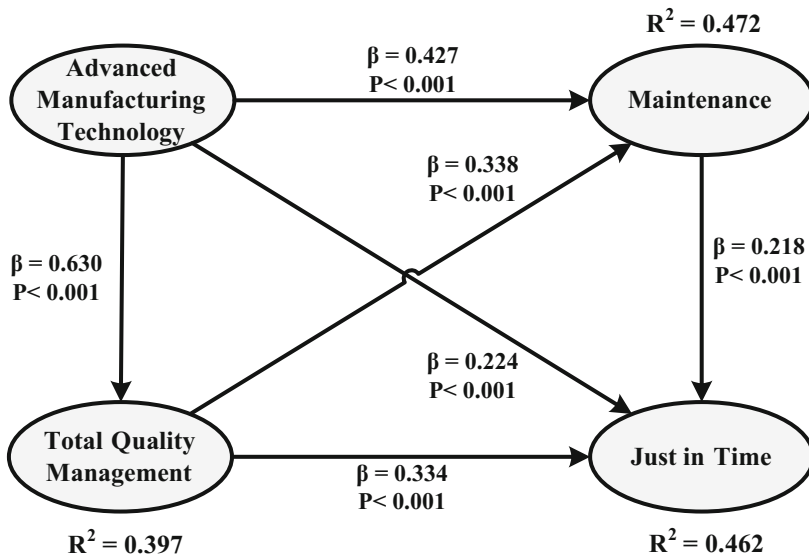 R² = 0.472
Advanced
Manufacturing
Technology
β = 0.427
P< 0.001
Maintenance
β = 0.338
P< 0.001
β = 0.630
P< 0.001
β = 0.218
P< 0.001
β = 0.224
P< 0.001
Total Quality
Management
β = 0.334
P< 0.001
Just in Time
R² = 0.397
R² = 0.462